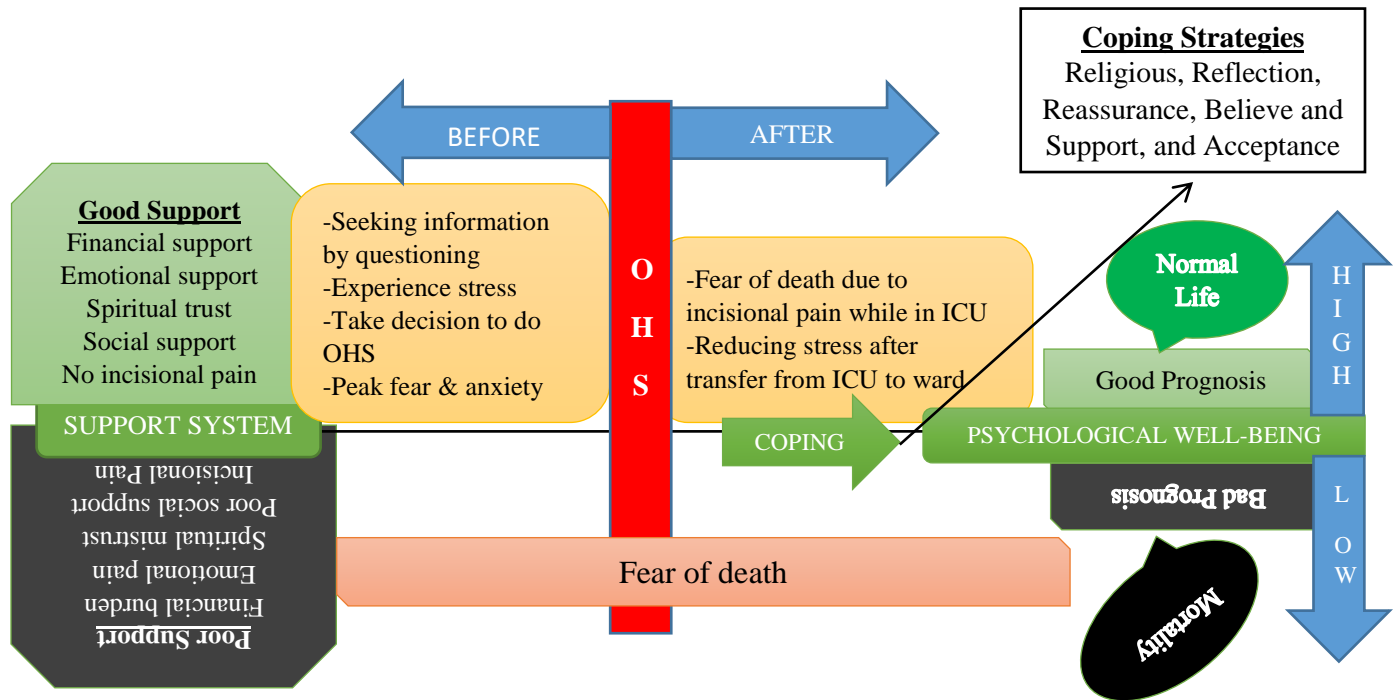 Coping Strategies
Religious, Reflection,
Reassurance, Believe and
Support, and Acceptance
BEFORE
AFTER
Good Support
Financial support
Emotional support
Spiritual trust
Social support
No incisional pain
SUPPORT SYSTEM
Poor Support
Financial burden
Emotional pain
Spiritual mistrust
Poor social support
Incisional Pain
-Seeking information
by questioning
-Experience stress
-Take decision to do
OHS
-Peak fear & anxiety
O
H
S
-Fear of death due to
incisional pain while in ICU
-Reducing stress after
transfer from ICU to ward
COPING
Fear of death
Normal
Life
Good Prognosis
PSYCHOLOGICAL WELL-BEING
Bad Prognosis
Mortality
H
I
G
H
L
OW